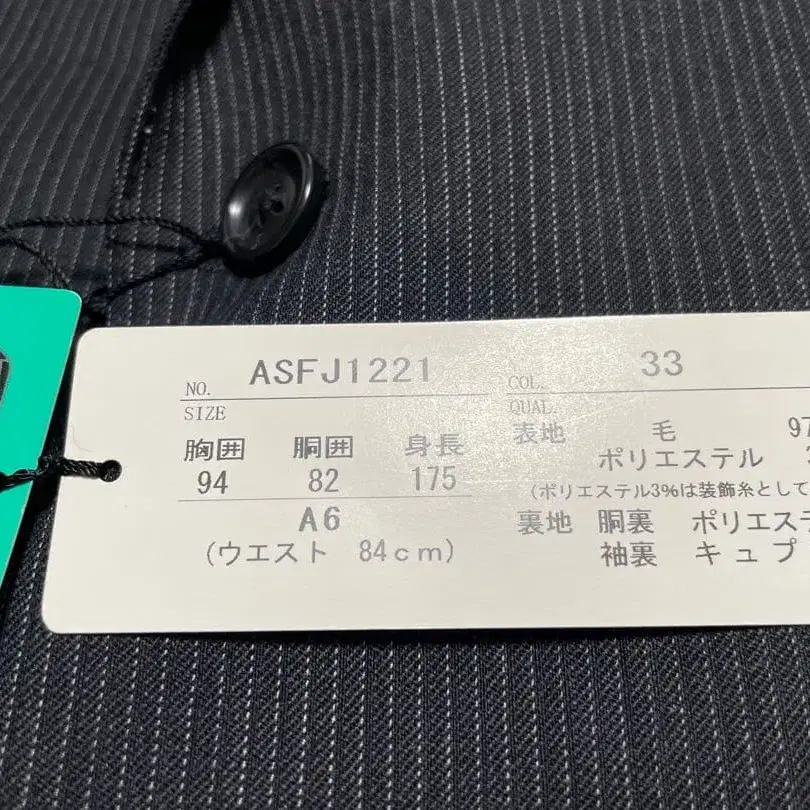 NO. ASFJ1221
SIZE
胸囲 胴囲 身長
94 82 175
A6
(ウエスト 84cm)
COL. 33
QUAL.
表地 毛 97
ポリエステル
(ポリエステル3%は装飾糸として
裏地 胴裏 ポリエステ
袖裏 キュプ